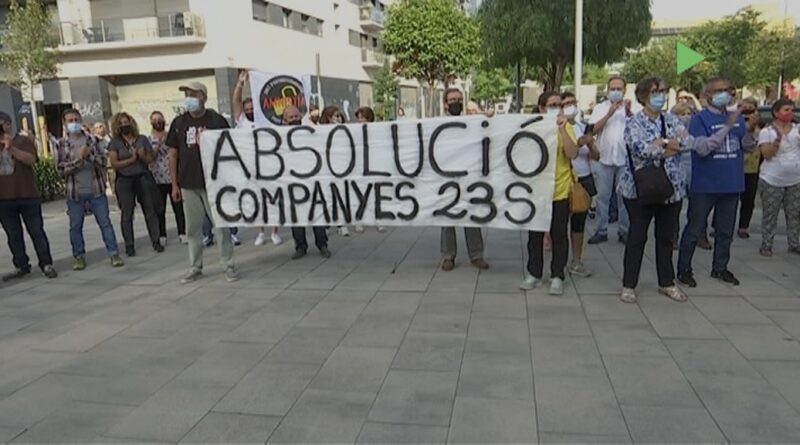 ABSOLUCIÓ
COMPANYES 23S